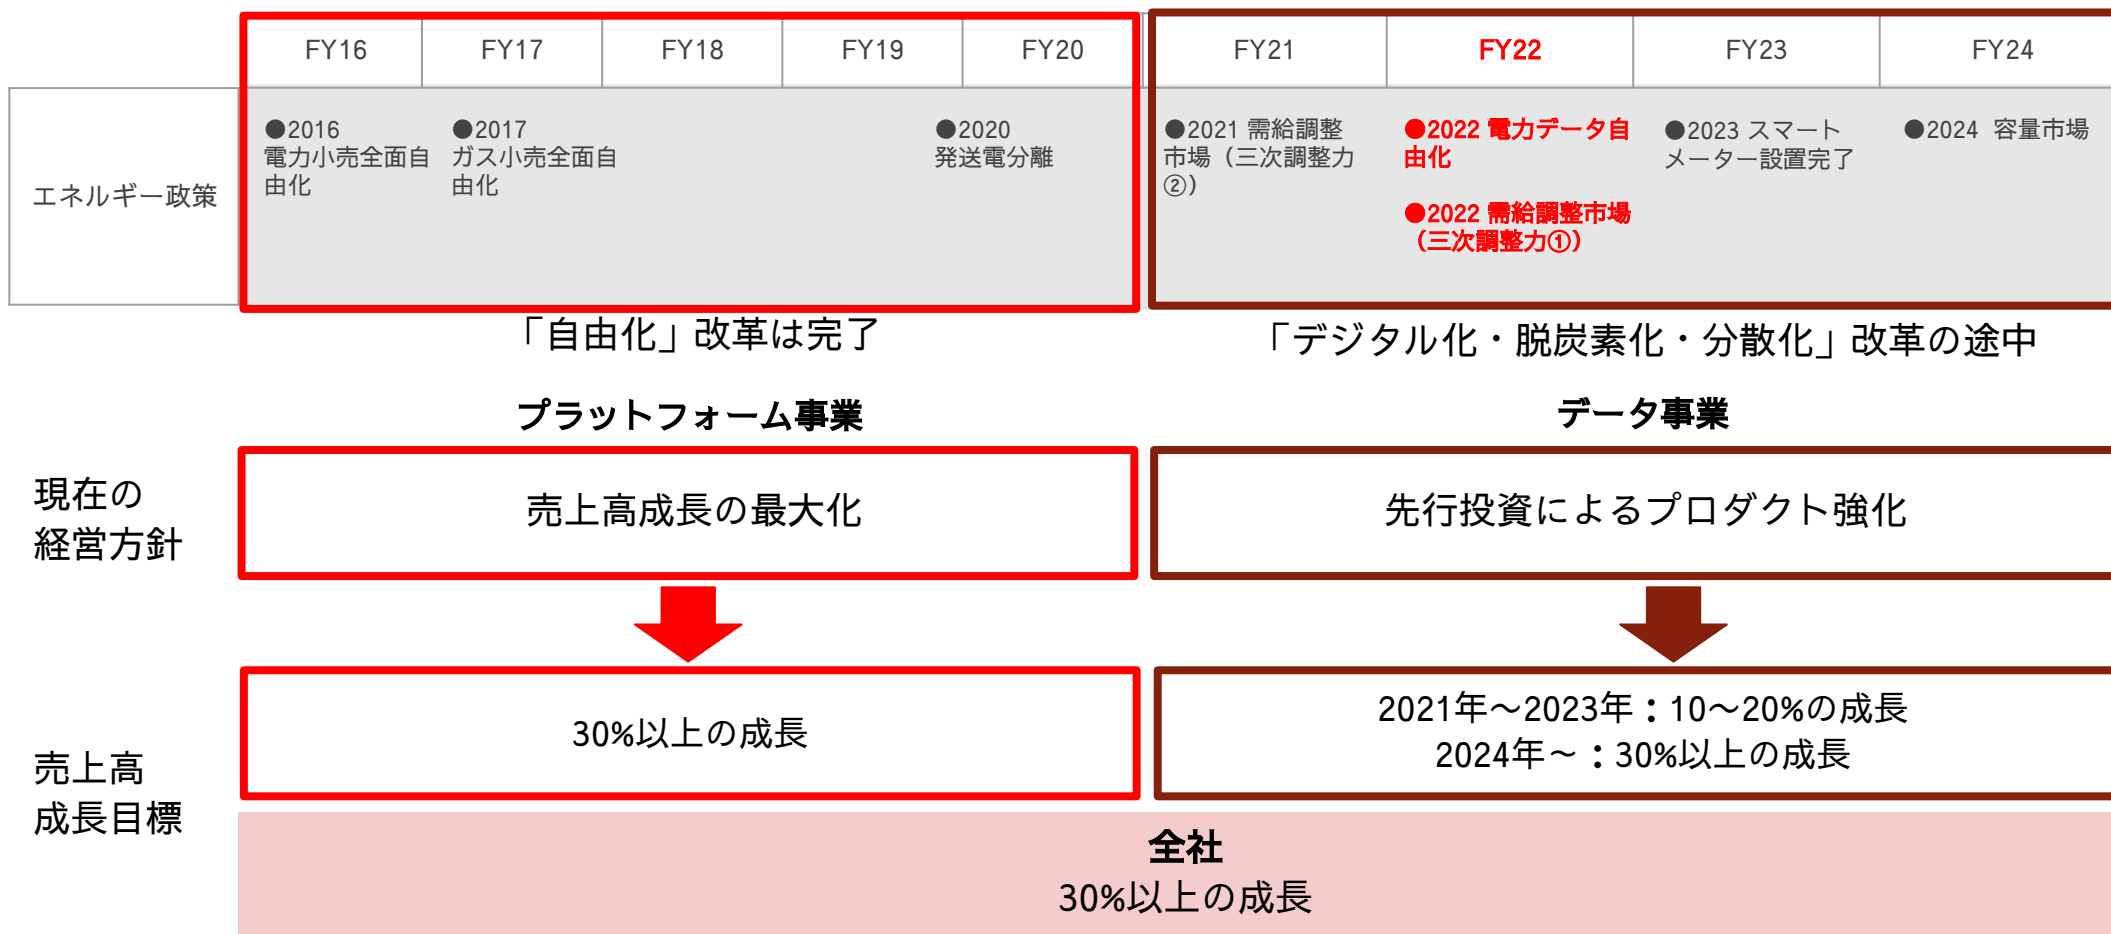 FY16 FY17 FY18 FY19 FY20 FY21 FY22 FY23 FY24
エネルギー政策
●2016
電力小売全面自
由化
●2017
ガス小売全面自
由化
●2020
発送電分離
●2021 需給調整
市場（三次調整力
②）
●2022 電力データ自
由化
●2022 需給調整市場
（三次調整力①）
●2023 スマート
メーター設置完了
●2024 容量市場
「自由化」改革は完了
「デジタル化・脱炭素化・分散化」改革の途中
プラットフォーム事業
データ事業
現在の
経営方針
売上高成長の最大化
先行投資によるプロダクト強化
売上高
成長目標
30%以上の成長
2021年～2023年：10～20%の成長
2024年～：30%以上の成長
全社
30%以上の成長